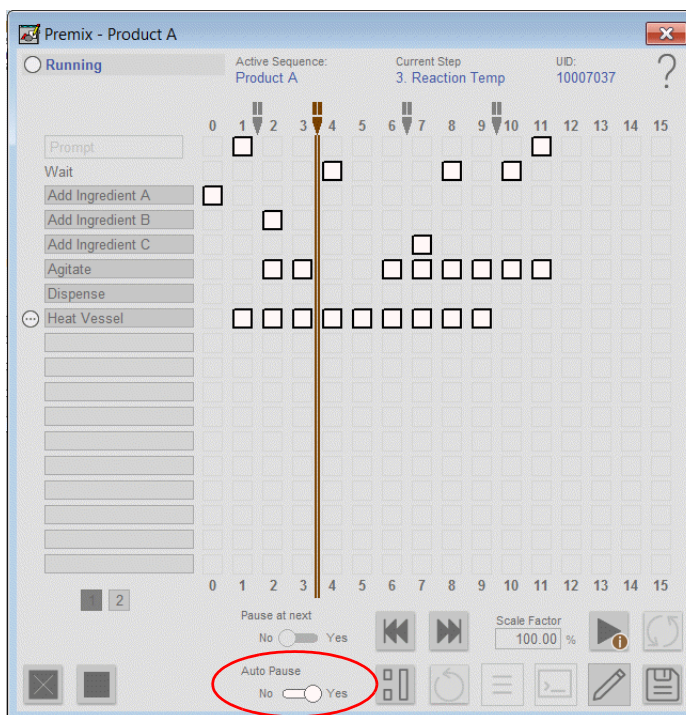 Premix - Product A
Running
Active Sequence:
Product A
Current Step
3. Reaction Temp
UID:
10007037
?
0 1 2 3 4 5 6 7 8 9 10 11 12 13 14 15
Prompt
Wait
Add Ingredient A
Add Ingredient B
Add Ingredient C
Agitate
Dispense
Heat Vessel
0 1 2 3 4 5 6 7 8 9 10 11 12 13 14 15
1 2
Pause at next
No Yes
Scale Factor
100.00 %
Auto Pause
No Yes